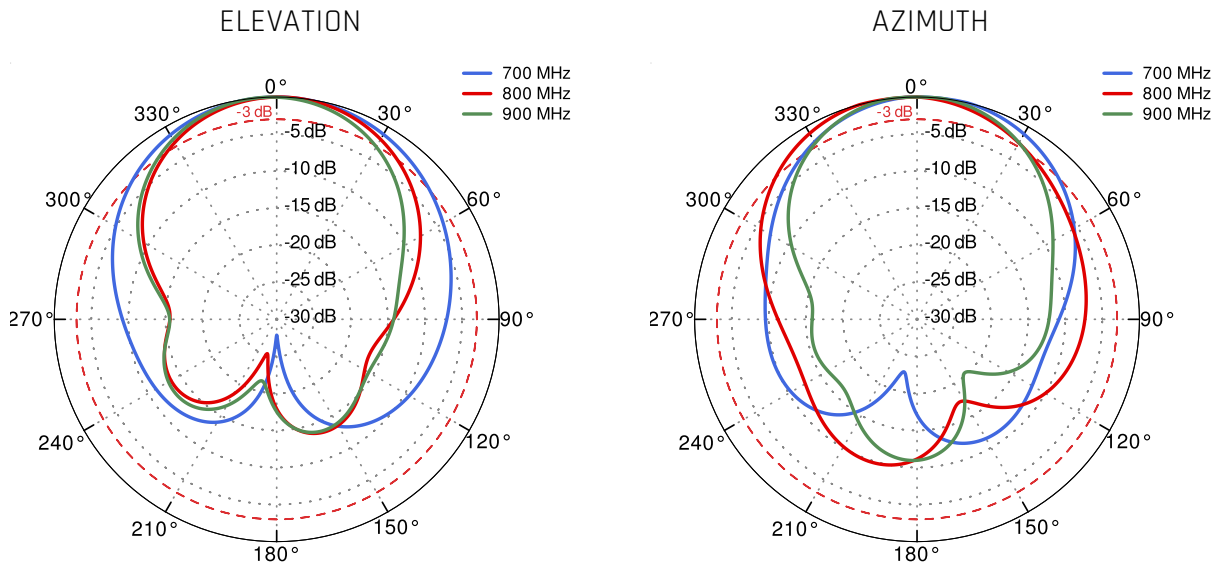 ELEVATION
700 MHz
800 MHz
900 MHz
0°
330°
30°
-3 dB
-5 dB
-10 dB
300°
60°
-15 dB
-20 dB
-25 dB
-30 dB
270°
90°
240°
120°
210°
150°
180°
AZIMUTH
700 MHz
800 MHz
900 MHz
0°
330°
30°
-3 dB
-5 dB
-10 dB
300°
60°
-15 dB
-20 dB
-25 dB
-30 dB
270°
90°
240°
120°
210°
150°
180°